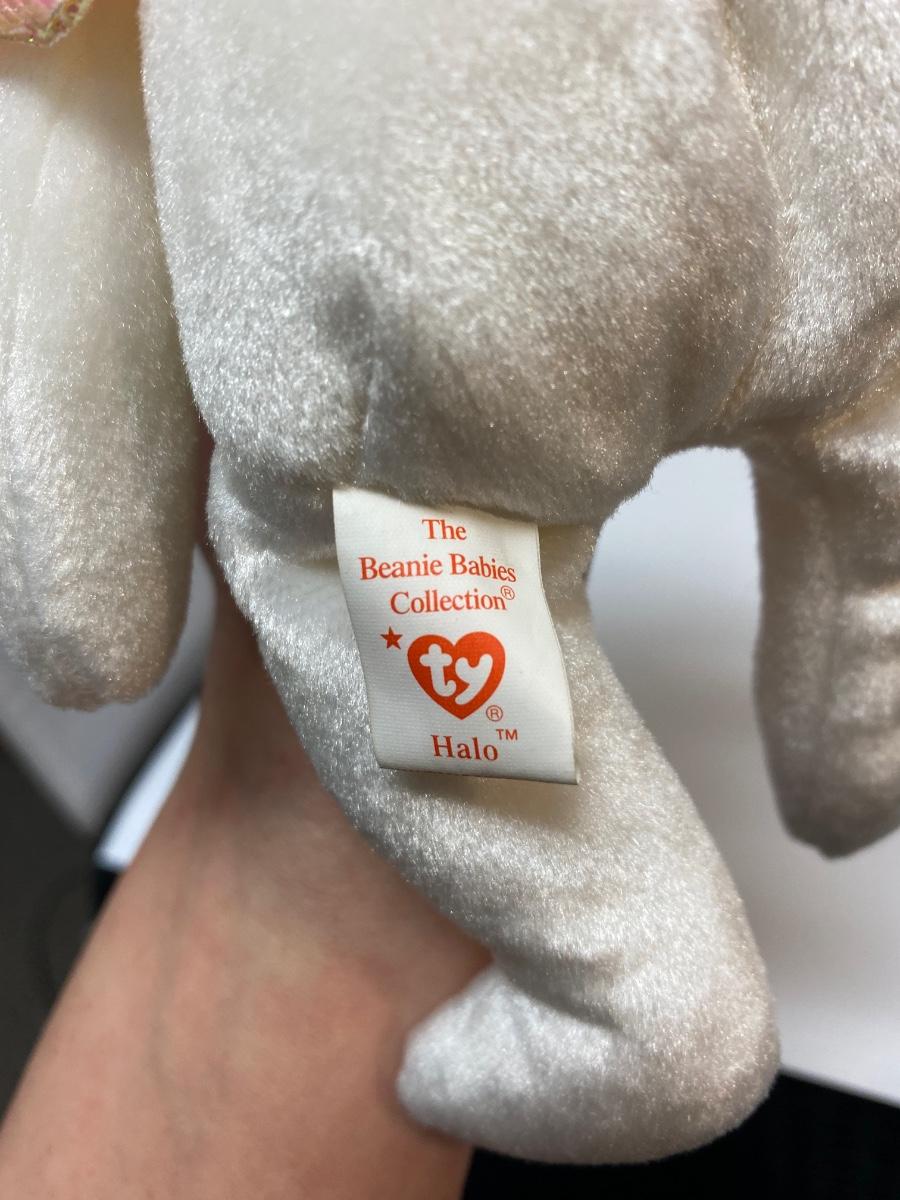 The
Beanie Babies
Collection®
ty®
Halo™